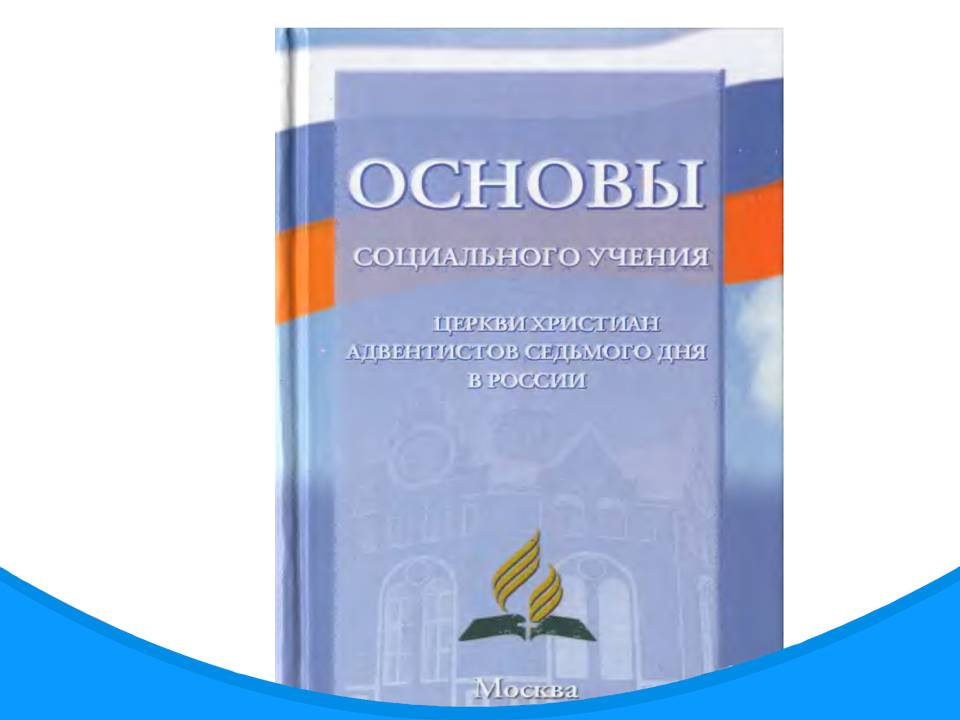 ОСНОВЫ
СОЦИАЛЬНОГО УЧЕНИЯ
ЦЕРКВИ ХРИСТИАН
АДВЕНТИСТОВ СЕДЬМОГО ДНЯ
В РОССИИ
Москва